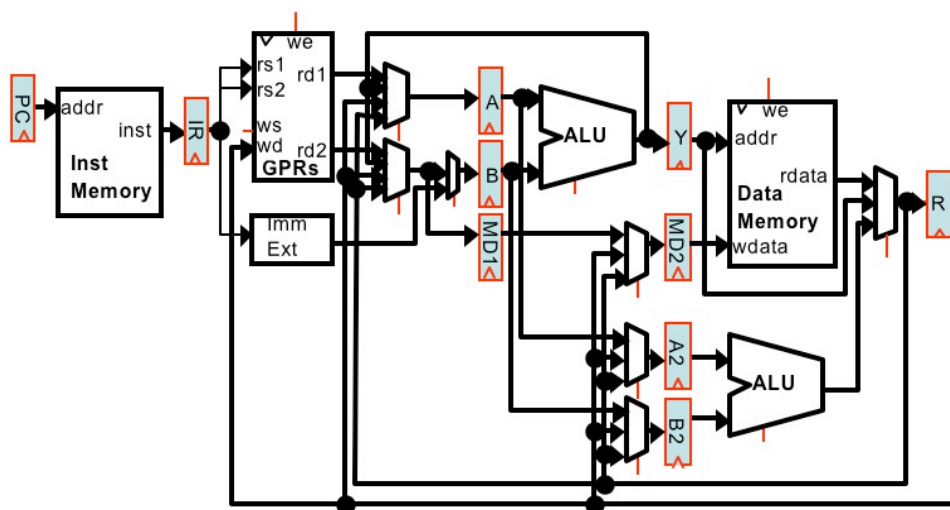 PC
addr
inst
Inst
Memory
IR
we
rs1
rs2
rd1
ws
wd
rd2
GPRs
Imm
Ext
A
B
MD1
ALU
Y
MD2
we
addr
rdata
Data
Memory
wdata
R
A2
B2
ALU